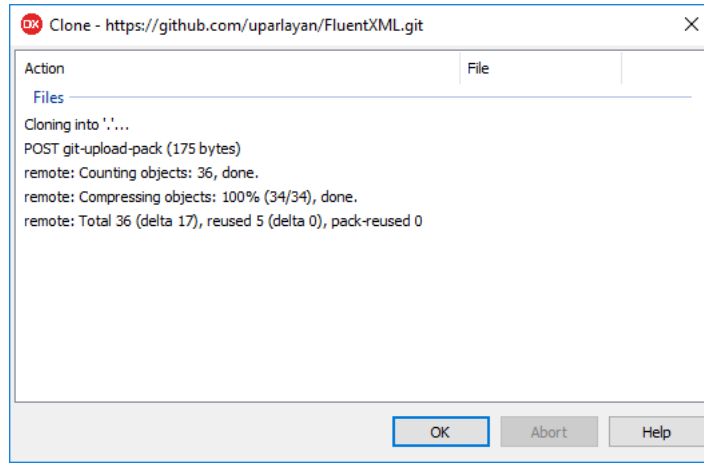 DX Clone - https://github.com/uparlayan/FluentXML.git
Action File
Files
Cloning into '.'...
POST git-upload-pack (175 bytes)
remote: Counting objects: 36, done.
remote: Compressing objects: 100% (34/34), done.
remote: Total 36 (delta 17), reused 5 (delta 0), pack-reused 0
OK Abort Help